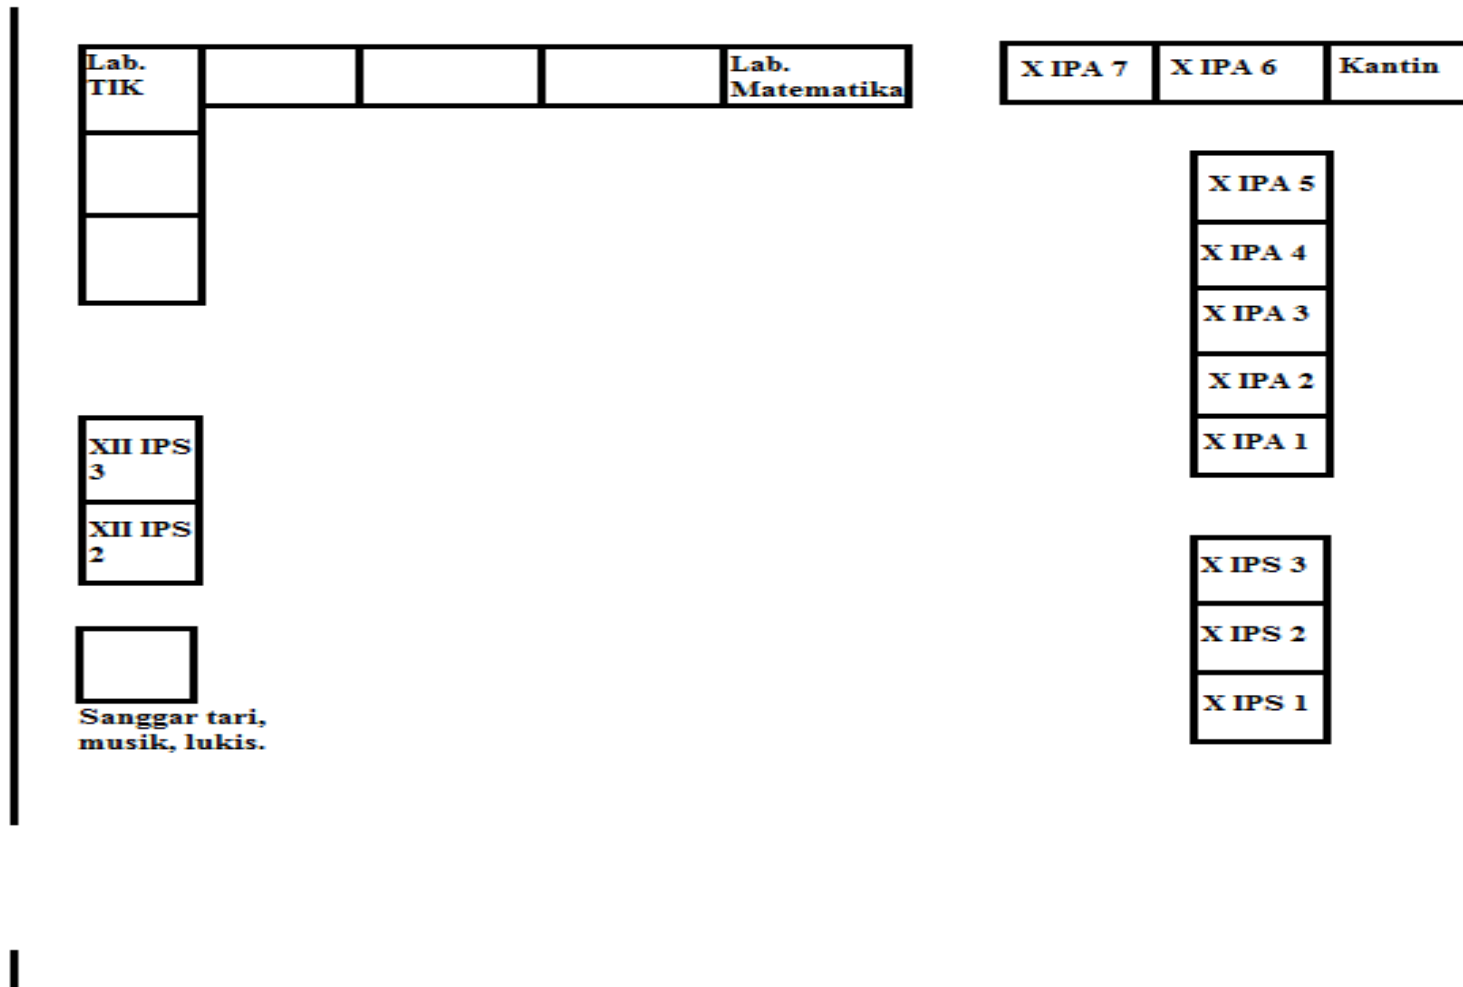 Lab.
TIK
Lab.
Matematika
X IPA 7
X IPA 6
Kantin
X IPA 5
X IPA 4
X IPA 3
X IPA 2
X IPA 1
XII IPS
3
XII IPS
2
X IPS 3
X IPS 2
X IPS 1
Sanggar tari,
musik, lukis.